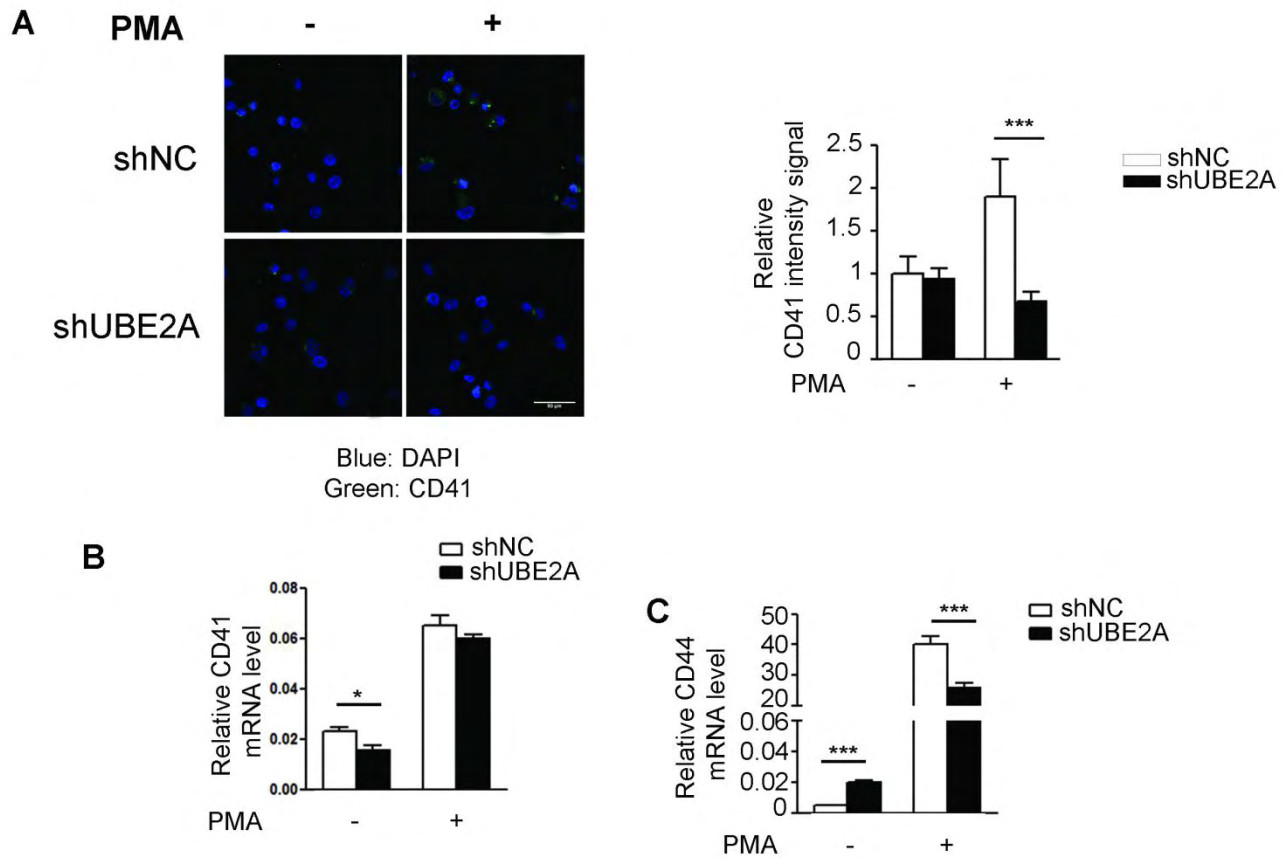 A
PMA
-
+
shNC
shUBE2A
50 µm
Blue: DAPI
Green: CD41
Relative
CD41 intensity signal
2.5
2
1.5
1
0.5
0
***
PMA
-
+
shNC
shUBE2A
B
shNC
shUBE2A
Relative CD41
mRNA level
0.08
0.06
0.04
0.02
0.00
*
PMA
-
+
C
shNC
shUBE2A
Relative CD44
mRNA level
50
40
30
20
0.06
0.04
0.02
0
***
***
PMA
-
+